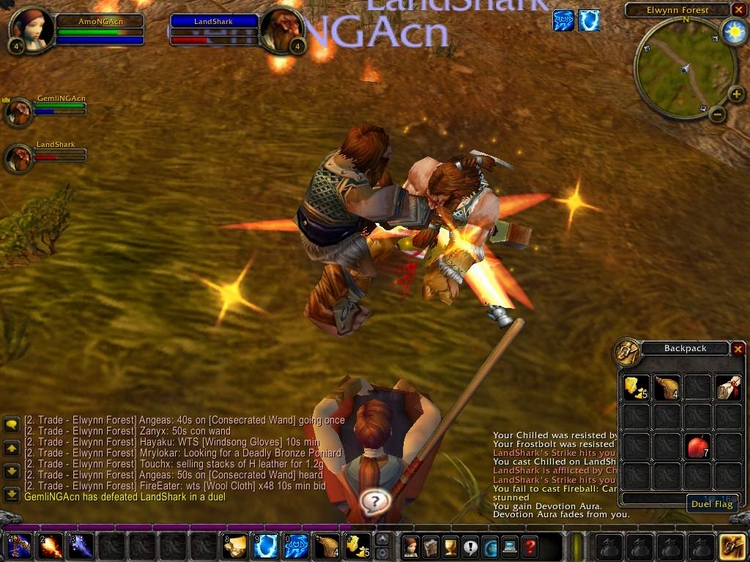 LandShark
NGAcn
AmoNGAcn
LandShark
4
4
Elwynn Forest
N
GemliNGAcn
LandShark
Backpack
5
4
7
[2. Trade - Elwynn Forest] Angeas: 40s on [Consecrated Wand] going once
[2. Trade - Elwynn Forest] Zanyx: 50s con wand
[2. Trade - Elwynn Forest] Hayaku: WTS [Windsong Gloves] 10s min
[2. Trade - Elwynn Forest] Mrylokar: Looking for a Deadly Bronze Poniard
[2. Trade - Elwynn Forest] Touchx: selling stacks of H leather for 1.2g
[2. Trade - Elwynn Forest] Angeas: 50s on [Consecrated Wand] heard
[2. Trade - Elwynn Forest] FireEater: wts [Wool Cloth] x48 10s min bid
GemliNGAcn has defeated LandShark in a duel
Your Chilled was resisted by
Your Frostbolt was resisted
LandShark's Strike hits you
You cast Chilled on LandSh
LandShark is afflicted by Ch
LandShark's Strike hits you
You fail to cast Fireball: Can
stunned
You gain Devotion Aura.
Devotion Aura fades from you.
Duel Flag
?